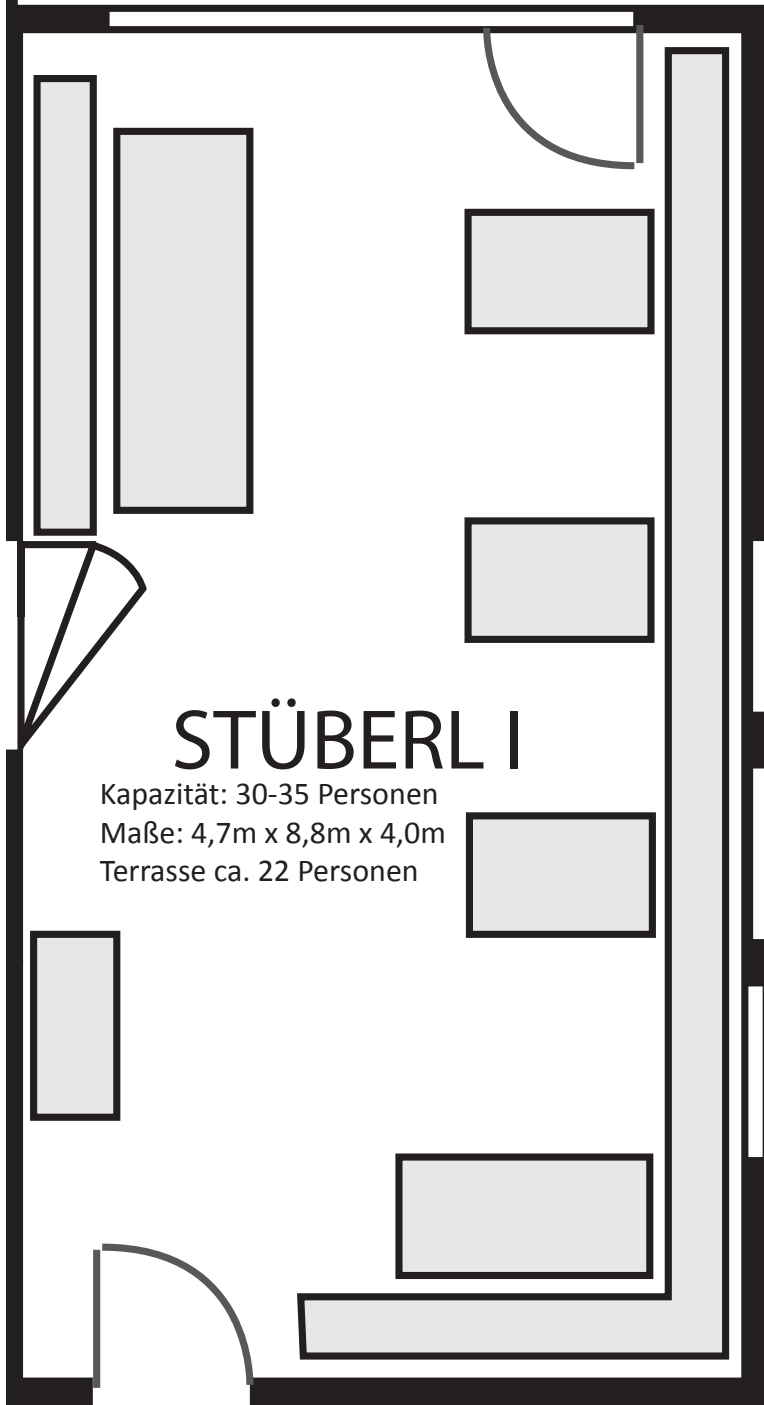 STÜBERL I
Kapazität: 30-35 Personen
Maße: 4,7m x 8,8m x 4,0m
Terrasse ca. 22 Personen